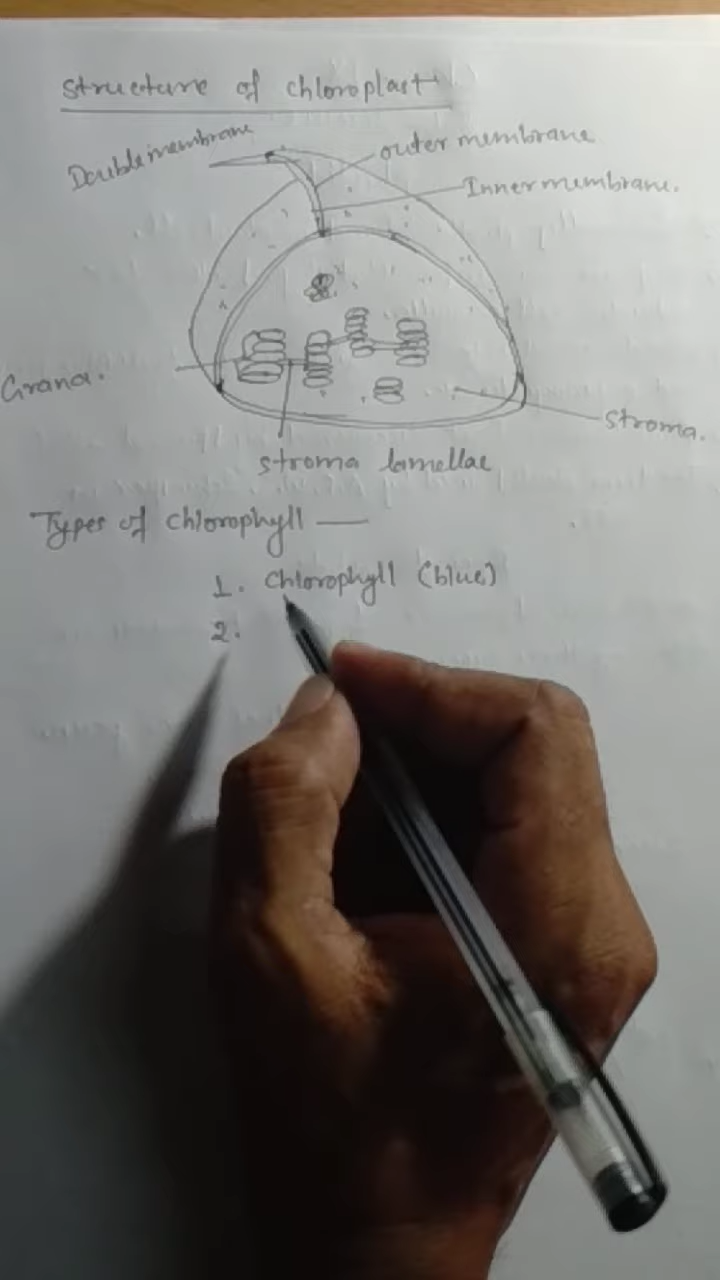 Structure of chloroplast
Double membrane
outer membrane
Inner membrane.
Grana.
Stroma.
stroma lamellae
Types of chlorophyll —
1. Chlorophyll (blue)
2.